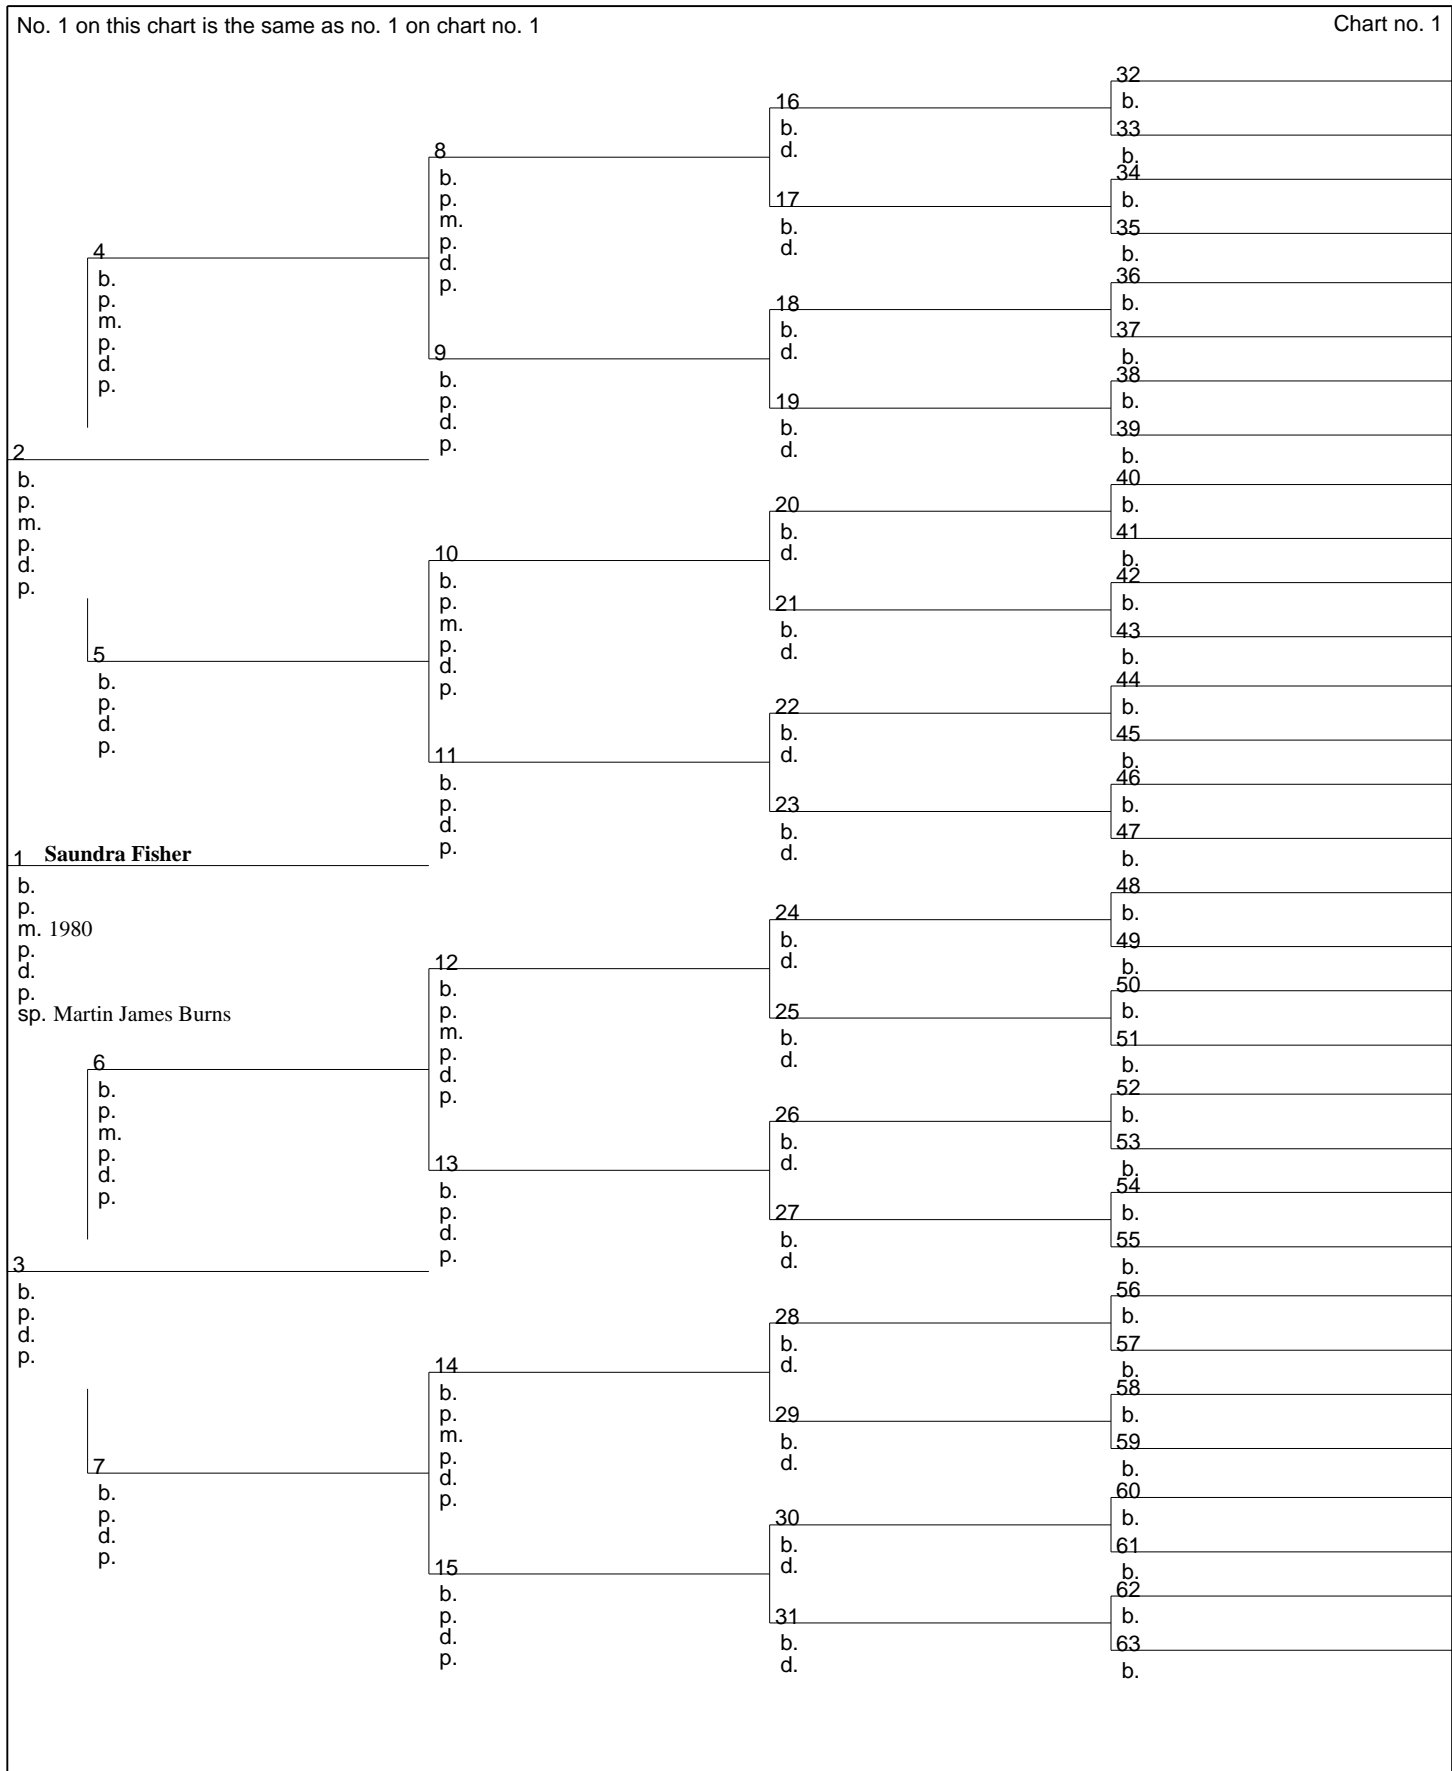 No. 1 on this chart is the same as no. 1 on chart no. 1
Chart no. 1
32
b.
16
b.
33
b.
d.
8
b.
34
b.
p.
17
b.
m.
b.
35
p.
d.
b.
4
d.
b.
p.
36
p.
18
b.
m.
b.
37
p.
9
d.
b.
d.
b.
38
p.
p.
19
b.
d.
b.
39
2
p.
d.
b.
b.
40
p.
20
b.
m.
b.
41
p.
10
d.
b.
d.
b.
42
p.
p.
21
b.
m.
b.
43
5
p.
d.
b.
b.
d.
44
p.
p.
22
b.
d.
b.
45
p.
11
d.
b.
b.
46
p.
23
b.
d.
b.
47
1 Saundra Fisher
p.
d.
b.
b.
48
p.
24
b.
m. 1980
b.
49
p.
12
d.
b.
d.
b.
50
p.
p.
25
b.
sp. Martin James Burns
m.
b.
51
6
p.
d.
b.
b.
d.
52
p.
p.
26
b.
m.
b.
53
p.
13
d.
b.
d.
b.
54
p.
p.
27
b.
d.
b.
55
3
p.
d.
b.
b.
56
p.
28
b.
d.
b.
57
p.
14
d.
b.
b.
58
p.
29
b.
m.
b.
59
7
p.
d.
b.
b.
d.
60
p.
p.
30
b.
d.
b.
61
p.
15
d.
b.
b.
62
p.
31
b.
d.
b.
63
p.
d.
b.